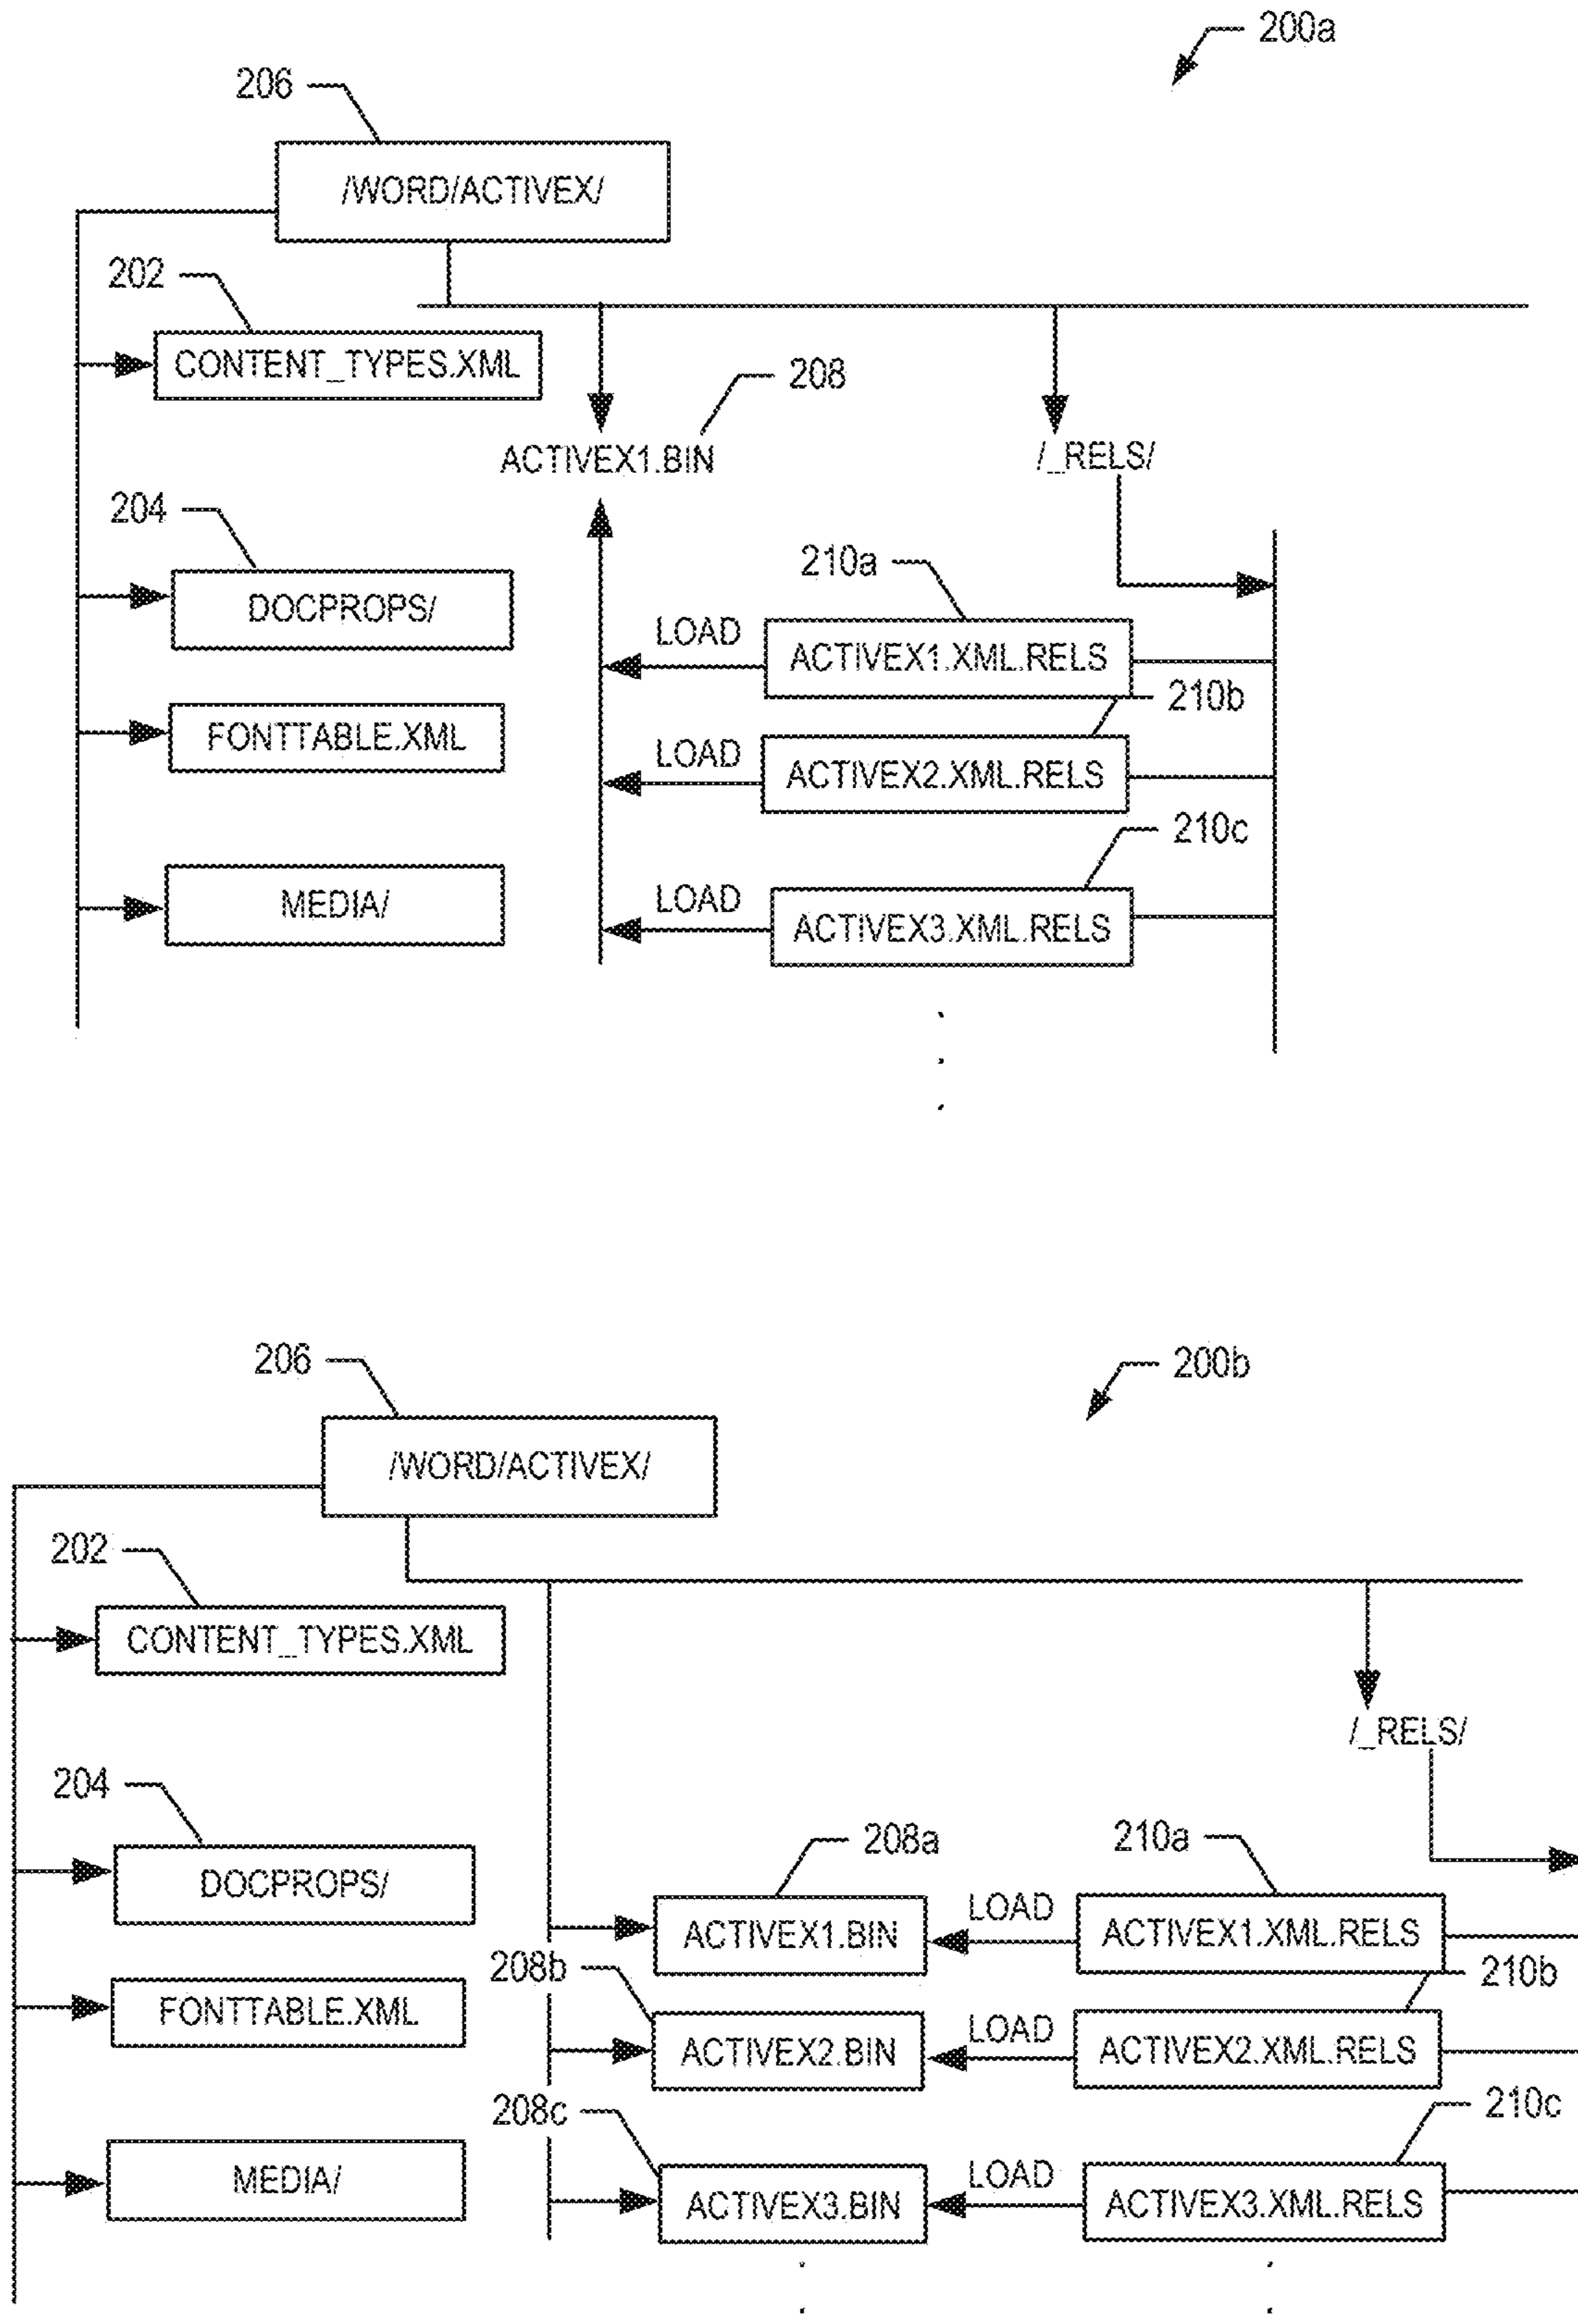 200a
206
/WORD/ACTIVEX/
202
CONTENT_TYPES.XML
208
ACTIVEX1.BIN
/_RELS/
204
DOCPROPS/
210a
LOAD
ACTIVEX1.XML.RELS
210b
FONTTABLE.XML
LOAD
ACTIVEX2.XML.RELS
210c
MEDIA/
LOAD
ACTIVEX3.XML.RELS
206
200b
/WORD/ACTIVEX/
202
CONTENT_TYPES.XML
/_RELS/
204
DOCPROPS/
208a
210a
ACTIVEX1.BIN
LOAD
ACTIVEX1.XML.RELS
208b
210b
FONTTABLE.XML
ACTIVEX2.BIN
LOAD
ACTIVEX2.XML.RELS
208c
210c
MEDIA/
ACTIVEX3.BIN
LOAD
ACTIVEX3.XML.RELS